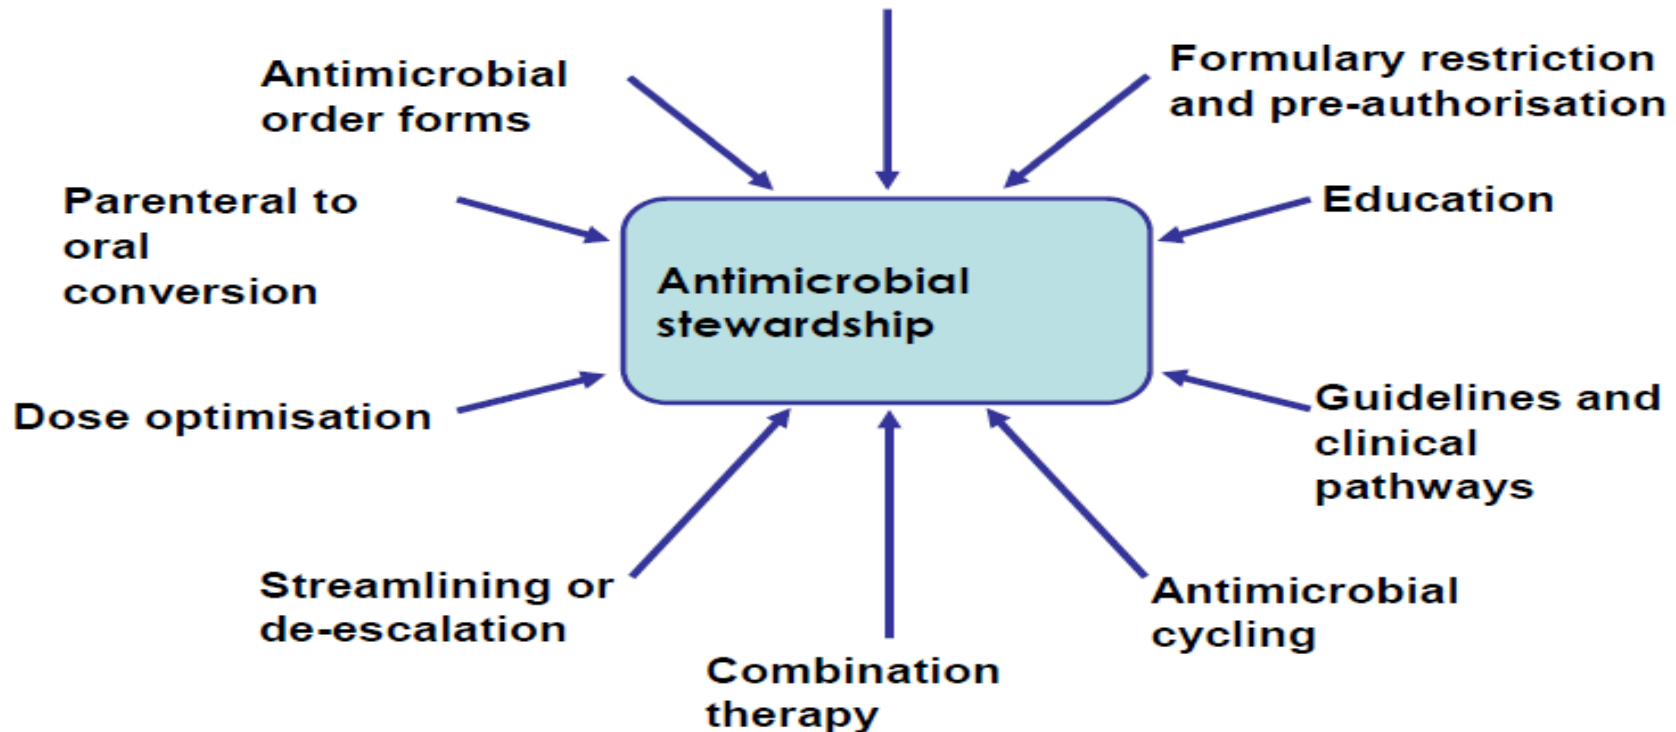 Antimicrobial
order forms
Formulary restriction
and pre-authorisation
Parenteral to
oral
conversion
Education
Antimicrobial
stewardship
Dose optimisation
Guidelines and
clinical
pathways
Streamlining or
de-escalation
Antimicrobial
cycling
Combination
therapy